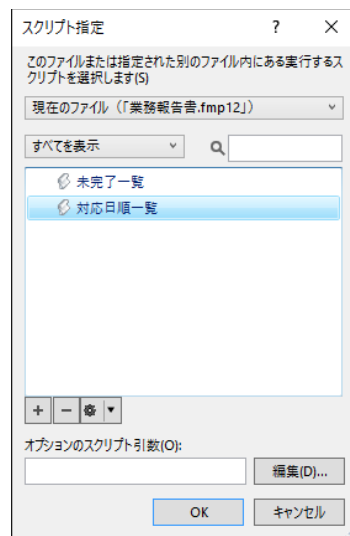 スクリプト指定
?
このファイルまたは指定された別のファイル内にある実行するス
クリプトを選択します(S)
現在のファイル（「業務報告書.fmp12」）
すべてを表示
未完了一覧
対応日順一覧
オプションのスクリプト引数(O):
編集(D)...
OK
キャンセル